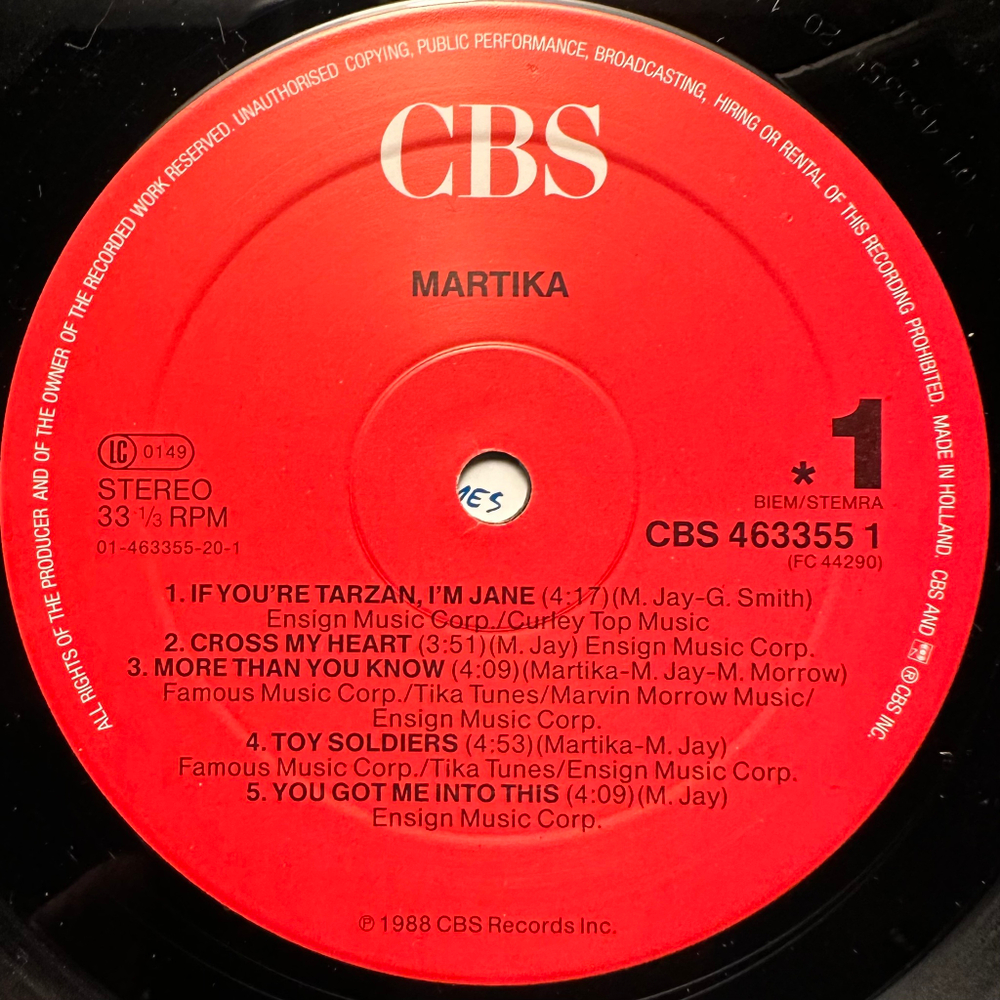 ALL RIGHTS OF THE PRODUCER AND OF THE OWNER OF THE RECORDED WORK RESERVED. UNAUTHORISED COPYING, PUBLIC PERFORMANCE, BROADCASTING, HIRING OR RENTAL OF THIS RECORDING PROHIBITED. MADE IN HOLLAND. CBS AND ® CBS INC.
CBS
MARTIKA
LC 0149
STEREO
33 1/3 RPM
01-463355-20-1
* 1
BIEM/STEMRA
CBS 463355 1
(FC 44290)
1. IF YOU'RE TARZAN, I'M JANE (4:17)(M. Jay-G. Smith)
Ensign Music Corp./Curley Top Music
2. CROSS MY HEART (3:51)(M. Jay) Ensign Music Corp.
3. MORE THAN YOU KNOW (4:09)(Martika-M. Jay-M. Morrow)
Famous Music Corp./Tika Tunes/Marvin Morrow Music/
Ensign Music Corp.
4. TOY SOLDIERS (4:53)(Martika-M. Jay)
Famous Music Corp./Tika Tunes/Ensign Music Corp.
5. YOU GOT ME INTO THiS (4:09)(M. Jay)
Ensign Music Corp.
℗ 1988 CBS Records Inc.